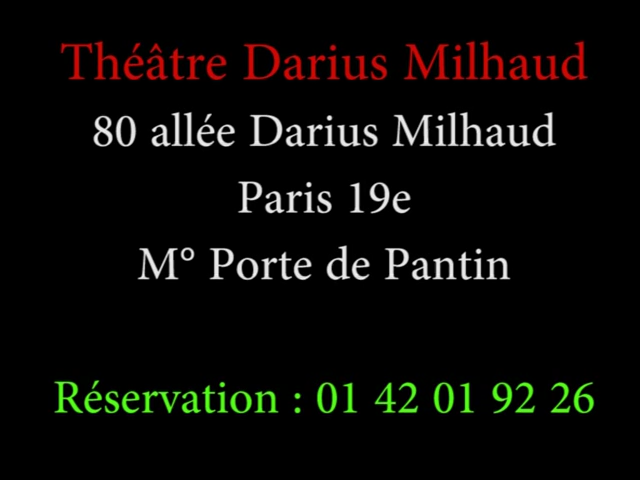 Théâtre Darius Milhaud
80 allée Darius Milhaud
Paris 19e
M° Porte de Pantin
Réservation : 01 42 01 92 26